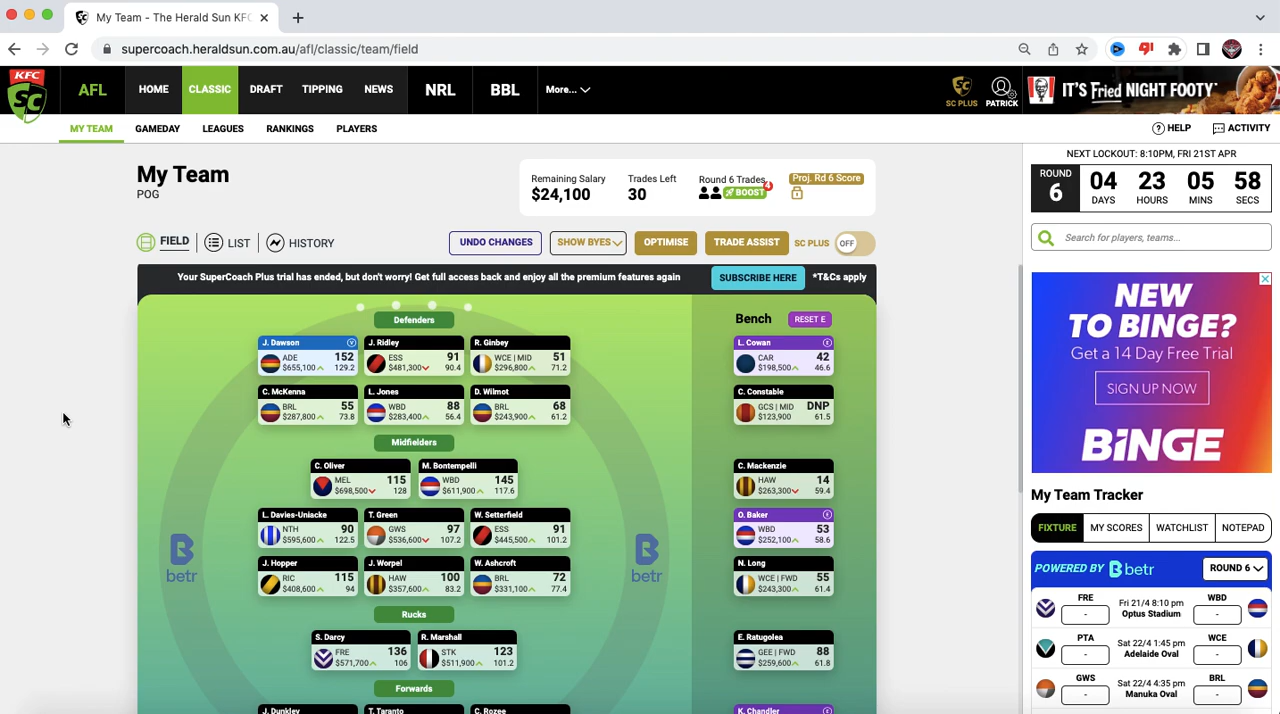 My Team - The Herald Sun KFC
supercoach.heraldsun.com.au/afl/classic/team/field
KFC
SC
AFL
HOME
CLASSIC
DRAFT
TIPPING
NEWS
NRL
BBL
More...
SC PLUS
PATRICK
KFC
IT'S Fried NIGHT FOOTY
MY TEAM
GAMEDAY
LEAGUES
RANKINGS
PLAYERS
HELP
ACTIVITY
My Team
POG
Remaining Salary
$24,100
Trades Left
30
Round 6 Trades
BOOST
4
Proj. Rd 6 Score
NEXT LOCKOUT: 8:10PM, FRI 21ST APR
ROUND
6
04
DAYS
23
HOURS
05
MINS
58
SECS
FIELD
LIST
HISTORY
UNDO CHANGES
SHOW BYES
OPTIMISE
TRADE ASSIST
SC PLUS
OFF
Search for players, teams...
Your SuperCoach Plus trial has ended, but don't worry! Get full access back and enjoy all the premium features again
SUBSCRIBE HERE
*T&Cs apply
Defenders
J. Dawson V
ADE 152
$655,100 129.2
J. Ridley
ESS 91
$481,300 90.4
R. Ginbey
WCE | MID 51
$296,800 71.2
C. McKenna
BRL 55
$287,800 73.8
L. Jones
WBD 88
$283,400 56.4
D. Wilmot
BRL 68
$243,900 61.2
Midfielders
C. Oliver
MEL 115
$698,500 128
M. Bontempelli
WBD 145
$611,900 117.6
L. Davies-Uniacke
NTH 90
$595,600 122.5
T. Green
GWS 97
$536,600 107.2
W. Setterfield
ESS 91
$445,500 101.2
J. Hopper
RIC 115
$408,600 94
J. Worpel
HAW 100
$357,600 83.2
W. Ashcroft
BRL 72
$331,100 77.4
B
betr
B
betr
Rucks
S. Darcy
FRE 136
$571,700 106
R. Marshall
STK 123
$511,900 101.2
Forwards
J. Dunkley
T. Taranto
C. Rozee
Bench
RESET E
L. Cowan E
CAR 42
$198,500 46.6
C. Constable
GCS | MID DNP
$123,900 61.5
C. Mackenzie
HAW 14
$263,300 59.4
O. Baker E
WBD 53
$252,100 58.6
N. Long
WCE | FWD 55
$243,300 61.4
E. Ratugolea
GEE | FWD 88
$259,600 61.8
K. Chandler E
NEW
TO BINGE?
Get a 14 Day Free Trial
SIGN UP NOW
BiNGE
My Team Tracker
FIXTURE
MY SCORES
WATCHLIST
NOTEPAD
POWERED BY B betr
ROUND 6
FRE
-
Fri 21/4 8:10 pm
Optus Stadium
WBD
-
PTA
-
Sat 22/4 1:45 pm
Adelaide Oval
WCE
-
GWS
-
Sat 22/4 4:35 pm
Manuka Oval
BRL
-